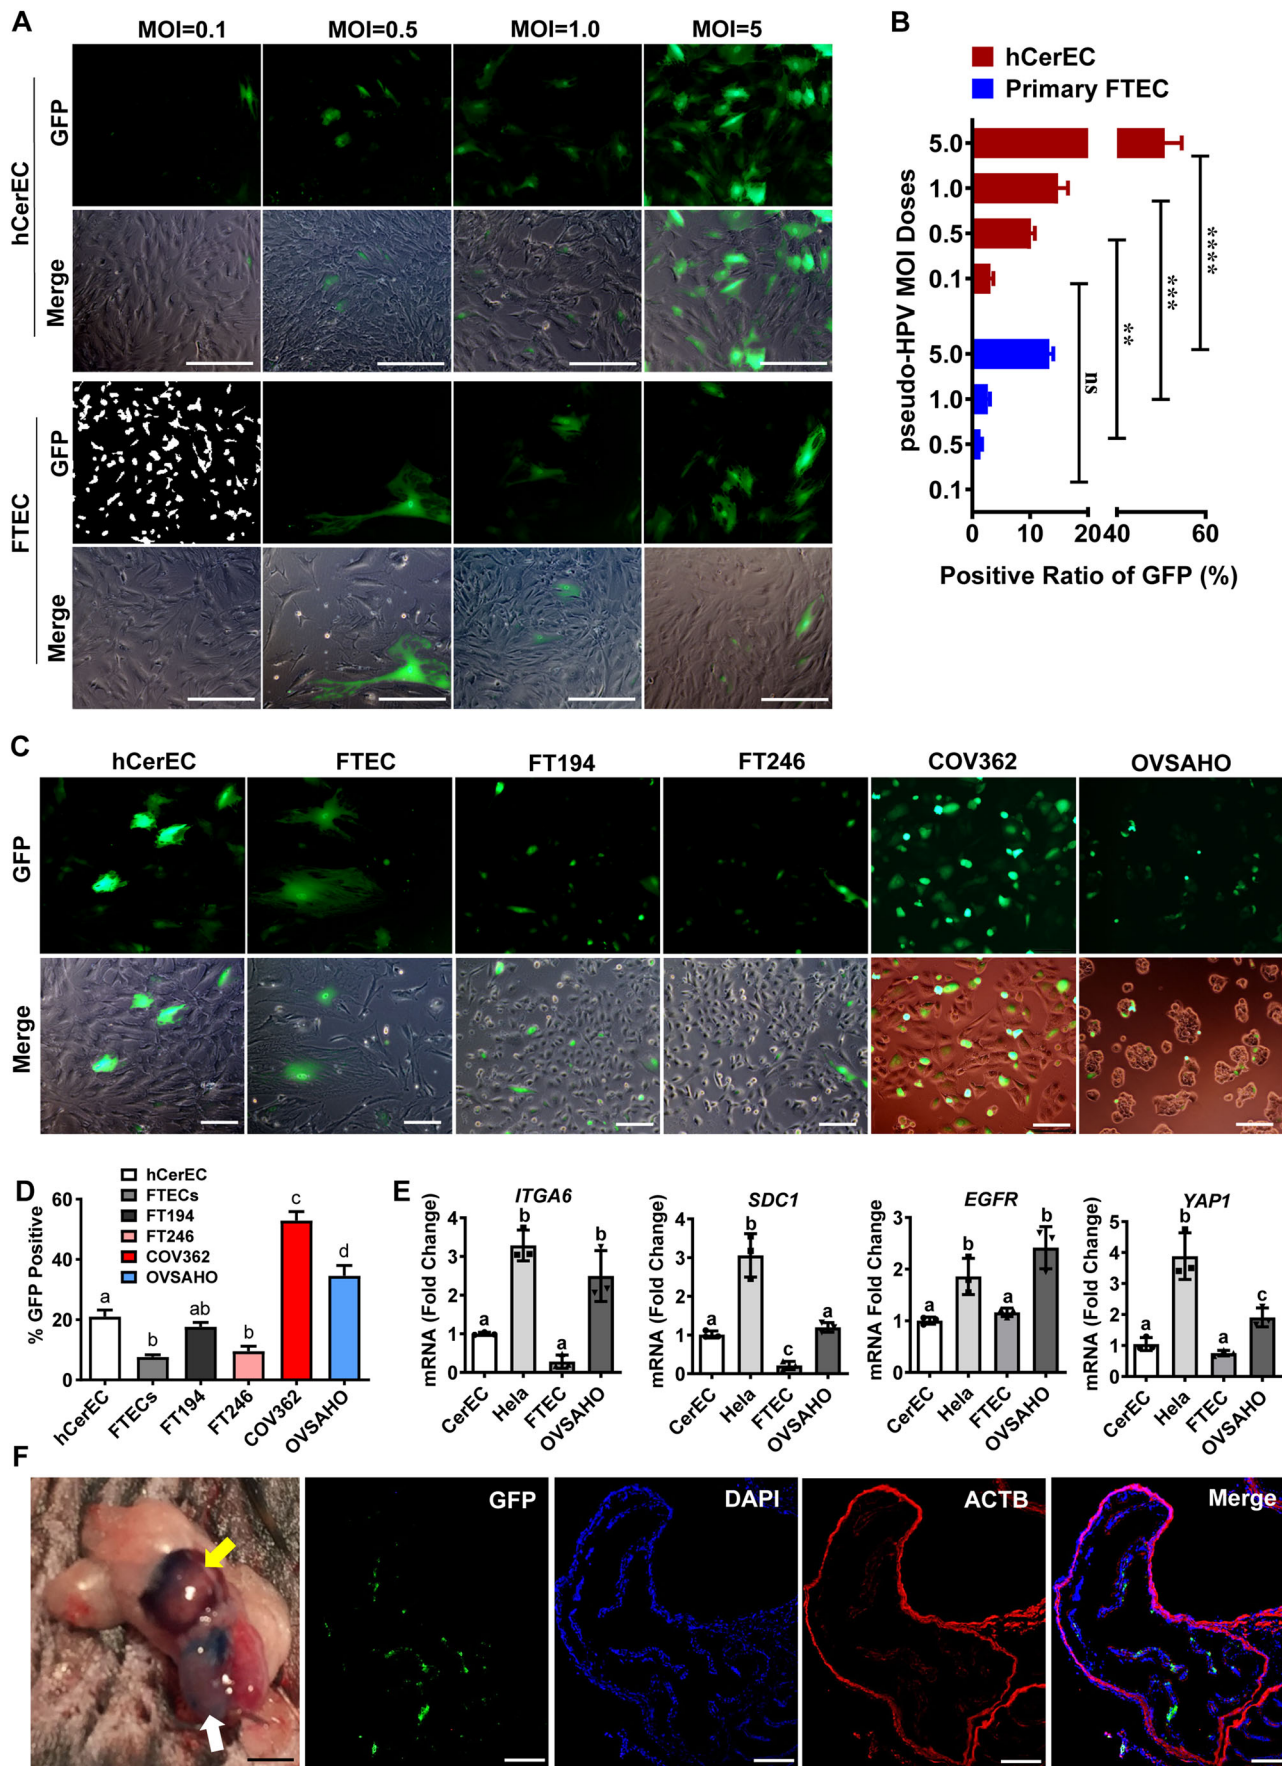 A
MOI=0.1 MOI=0.5 MOI=1.0 MOI=5
hCerEC
GFP
Merge
FTEC
GFP
Merge
B
hCerEC
Primary FTEC
pseudo-HPV MOI Doses
5.0
1.0
0.5
0.1
5.0
1.0
0.5
0.1
ns
**
***
****
0 10 20 40 60
Positive Ratio of GFP (%)
C
hCerEC FTEC FT194 FT246 COV362 OVSAHO
GFP
Merge
D
hCerEC
FTECs
FT194
FT246
COV362
OVSAHO
% GFP Positive
60
40
20
0
a b ab b c d
hCerEC FTECs FT194 FT246 COV362 OVSAHO
E
ITGA6
mRNA (Fold Change)
4
3
2
1
0
a b a b
CerEC Hela FTEC OVSAHO
SDC1
mRNA (Fold Change)
4
3
2
1
0
a b c a
CerEC Hela FTEC OVSAHO
EGFR
mRNA Fold Change)
3
2
1
0
a b a b
CerEC Hela FTEC OVSAHO
YAP1
mRNA (Fold Change)
5
4
3
2
1
0
a b a c
CerEC Hela FTEC OVSAHO
F
GFP DAPI ACTB Merge